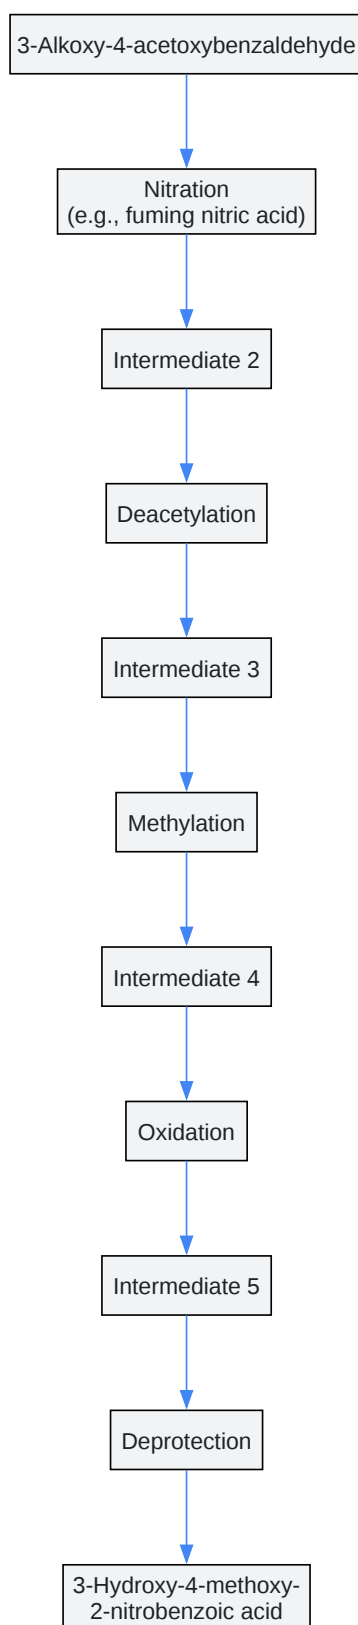 3-Alkoxy-4-acetoxybenzaldehyde
Nitration
(e.g., fuming nitric acid)
Intermediate 2
Deacetylation
Intermediate 3
Methylation
Intermediate 4
Oxidation
Intermediate 5
Deprotection
3-Hydroxy-4-methoxy-
2-nitrobenzoic acid